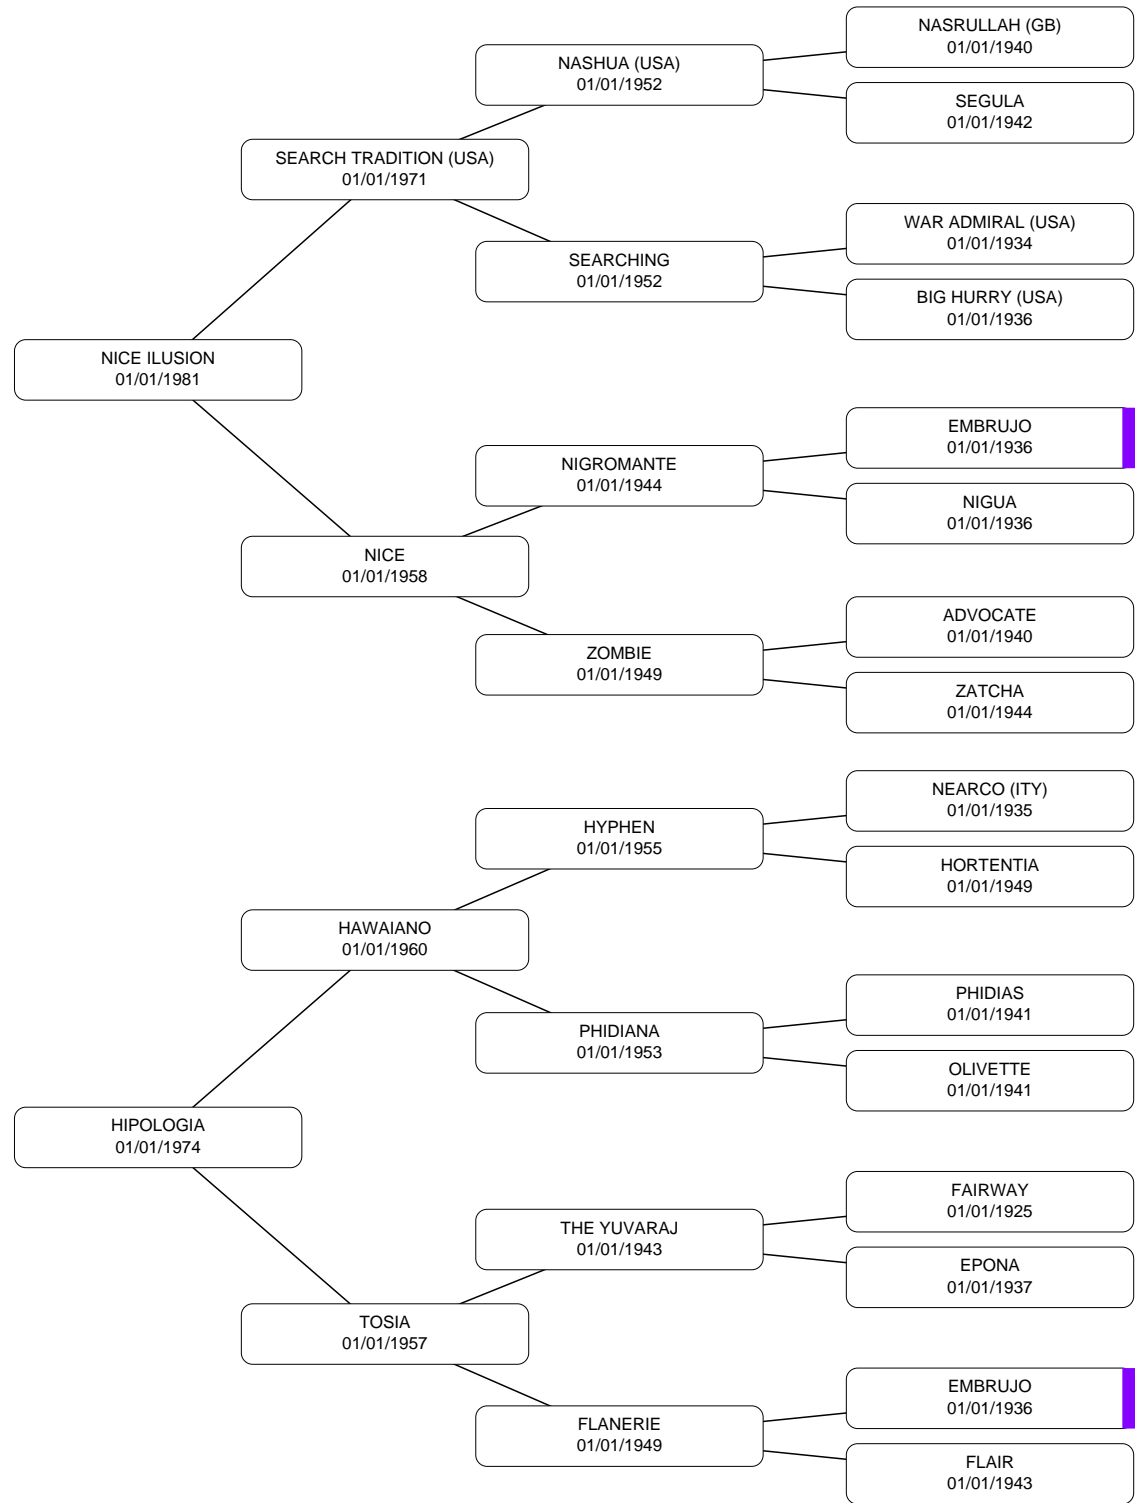 NASRULLAH (GB)
01/01/1940
NASHUA (USA)
01/01/1952
SEGULA
01/01/1942
SEARCH TRADITION (USA)
01/01/1971
WAR ADMIRAL (USA)
01/01/1934
SEARCHING
01/01/1952
BIG HURRY (USA)
01/01/1936
NICE ILUSION
01/01/1981
EMBRUJO
01/01/1936
NIGROMANTE
01/01/1944
NIGUA
01/01/1936
NICE
01/01/1958
ADVOCATE
01/01/1940
ZOMBIE
01/01/1949
ZATCHA
01/01/1944
NEARCO (ITY)
01/01/1935
HYPHEN
01/01/1955
HORTENTIA
01/01/1949
HAWAIANO
01/01/1960
PHIDIAS
01/01/1941
PHIDIANA
01/01/1953
OLIVETTE
01/01/1941
HIPOLOGIA
01/01/1974
FAIRWAY
01/01/1925
THE YUVARAJ
01/01/1943
EPONA
01/01/1937
TOSIA
01/01/1957
EMBRUJO
01/01/1936
FLANERIE
01/01/1949
FLAIR
01/01/1943